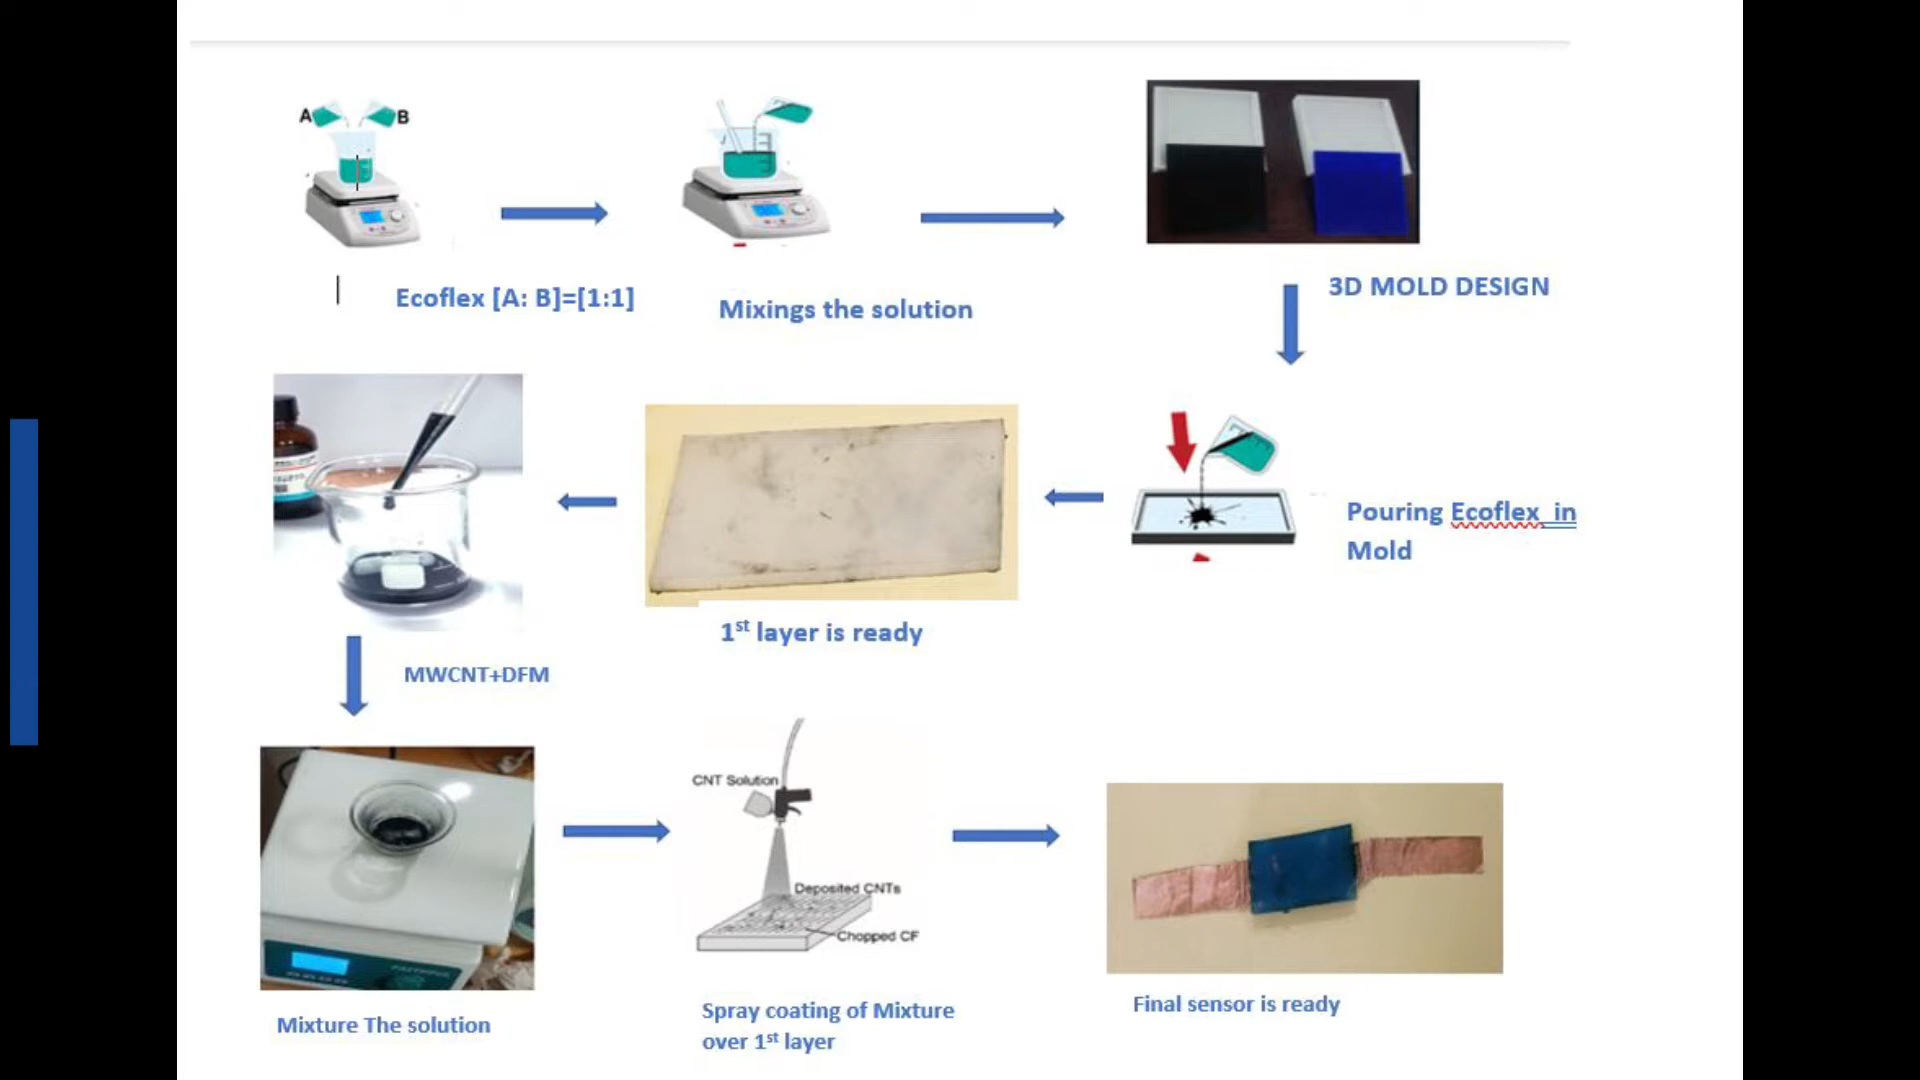 A B
Ecoflex [A: B]=[1:1]
Mixings the solution
3D MOLD DESIGN
Pouring Ecoflex in
Mold
1st layer is ready
MWCNT+DFM
Mixture The solution
CNT Solution
Deposited CNTs
Chopped CF
Spray coating of Mixture
over 1st layer
Final sensor is ready